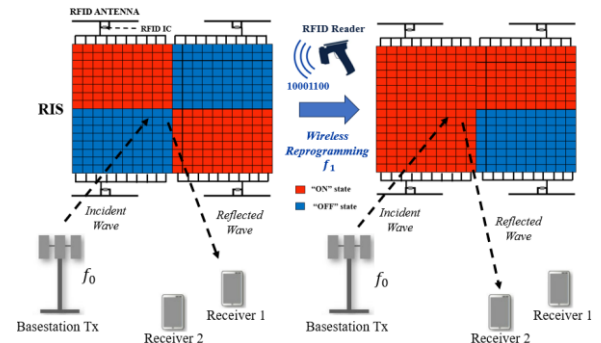 RFID ANTENNA
RFID IC
RIS
RFID Reader
10001100
Wireless
Reprogramming
f₁
"ON" state
"OFF" state
Incident
Wave
Reflected
Wave
f₀
Basestation Tx
Receiver 2
Receiver 1
Incident
Wave
Reflected
Wave
f₀
Basestation Tx
Receiver 2
Receiver 1